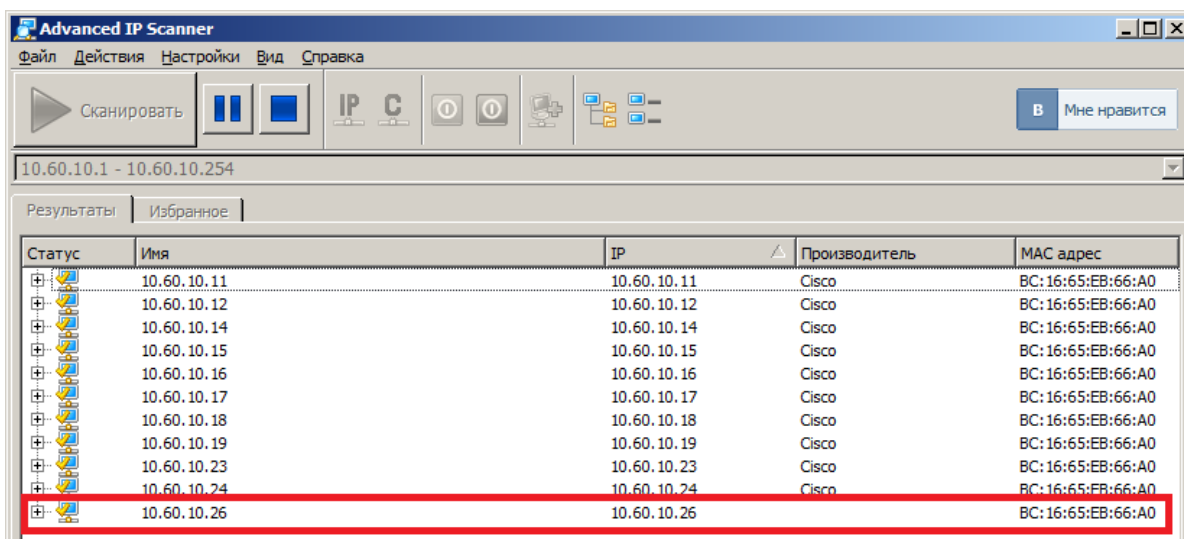 Advanced IP Scanner
Файл Действия Настройки Вид Справка
Сканировать IP C B Мне нравится
10.60.10.1 - 10.60.10.254
Результаты Избранное
Статус Имя IP Производитель MAC адрес
10.60.10.11 10.60.10.11 Cisco BC:16:65:EB:66:A0
10.60.10.12 10.60.10.12 Cisco BC:16:65:EB:66:A0
10.60.10.14 10.60.10.14 Cisco BC:16:65:EB:66:A0
10.60.10.15 10.60.10.15 Cisco BC:16:65:EB:66:A0
10.60.10.16 10.60.10.16 Cisco BC:16:65:EB:66:A0
10.60.10.17 10.60.10.17 Cisco BC:16:65:EB:66:A0
10.60.10.18 10.60.10.18 Cisco BC:16:65:EB:66:A0
10.60.10.19 10.60.10.19 Cisco BC:16:65:EB:66:A0
10.60.10.23 10.60.10.23 Cisco BC:16:65:EB:66:A0
10.60.10.24 10.60.10.24 Cisco BC:16:65:EB:66:A0
10.60.10.26 10.60.10.26 BC:16:65:EB:66:A0